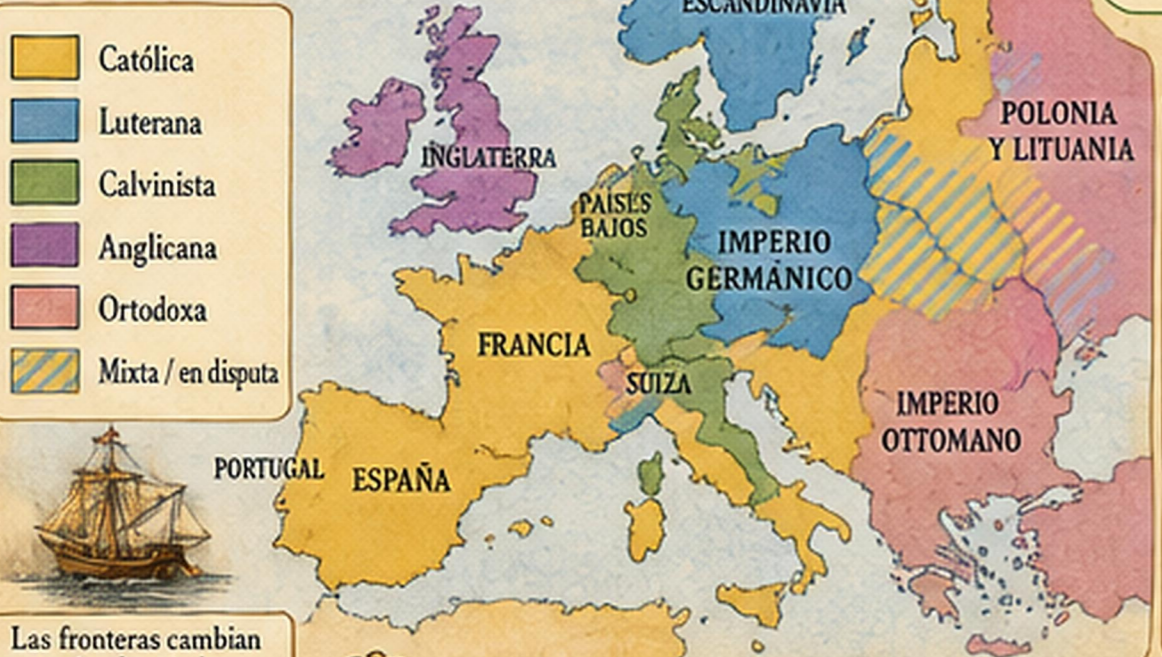 ESCANDINAVIA
Católica
Luterana
Calvinista
Anglicana
Ortodoxa
Mixta / en disputa
INGLATERRA
POLONIA
Y LITUANIA
PAÍSES
BAJOS
IMPERIO
GERMÁNICO
FRANCIA
SUIZA
IMPERIO
OTTOMANO
PORTUGAL
ESPAÑA
Las fronteras cambian